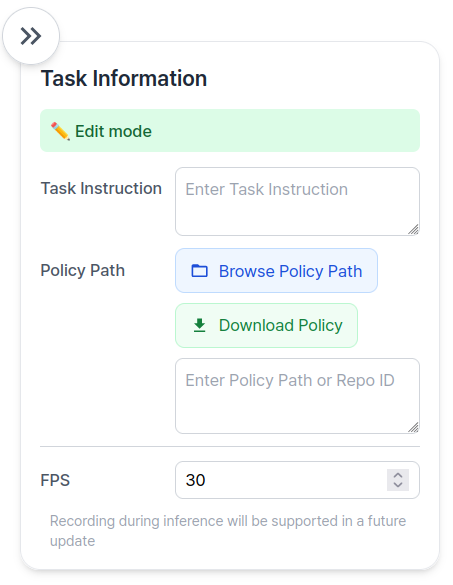 Task Information
✏️ Edit mode
Task Instruction
Enter Task Instruction
Policy Path
Browse Policy Path
Download Policy
Enter Policy Path or Repo ID
FPS
30
Recording during inference will be supported in a future
update